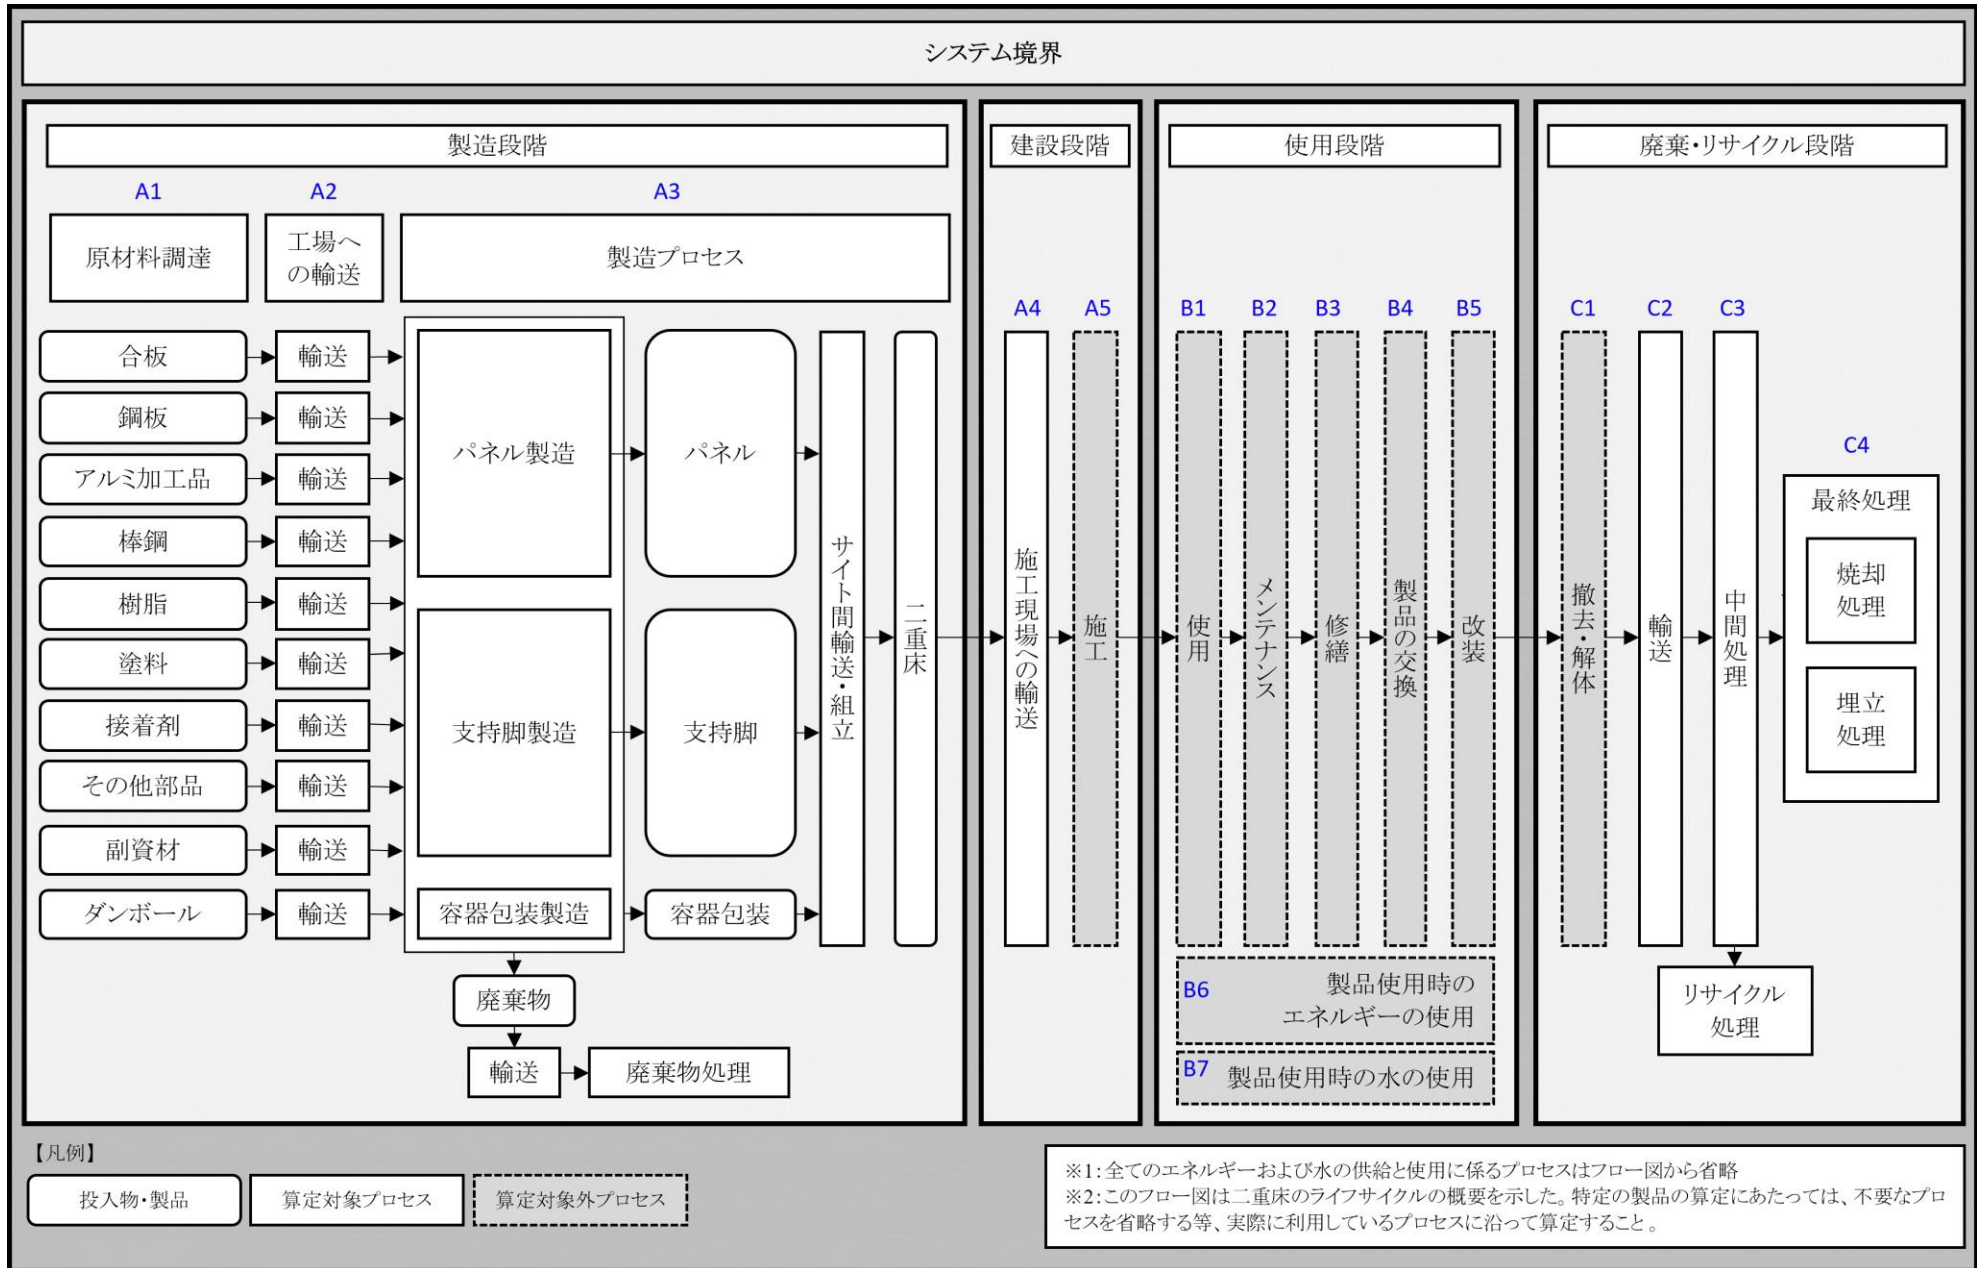 システム境界
製造段階
A1
A2
A3
原材料調達
工場へ
の輸送
製造プロセス
合板
輸送
鋼板
輸送
アルミ加工品
輸送
棒鋼
輸送
樹脂
輸送
塗料
輸送
接着剤
輸送
その他部品
輸送
副資材
輸送
ダンボール
輸送
パネル製造
パネル
支持脚製造
支持脚
容器包装製造
容器包装
サイト間輸送・組立
二重床
廃棄物
輸送
廃棄物処理
建設段階
A4
A5
施工現場への輸送
施工
使用段階
B1
B2
B3
B4
B5
使用
メンテナンス
修繕
製品の交換
改装
B6
製品使用時の
エネルギーの使用
B7
製品使用時の水の使用
廃棄・リサイクル段階
C1
C2
C3
C4
撤去・解体
輸送
中間処理
最終処理
焼却
処理
埋立
処理
リサイクル
処理
【凡例】
投入物・製品
算定対象プロセス
算定対象外プロセス
※1:全てのエネルギーおよび水の供給と使用に係るプロセスはフロー図から省略
※2:このフロー図は二重床のライフサイクルの概要を示した。特定の製品の算定にあたっては、不要なプロ
セスを省略する等、実際に利用しているプロセスに沿って算定すること。